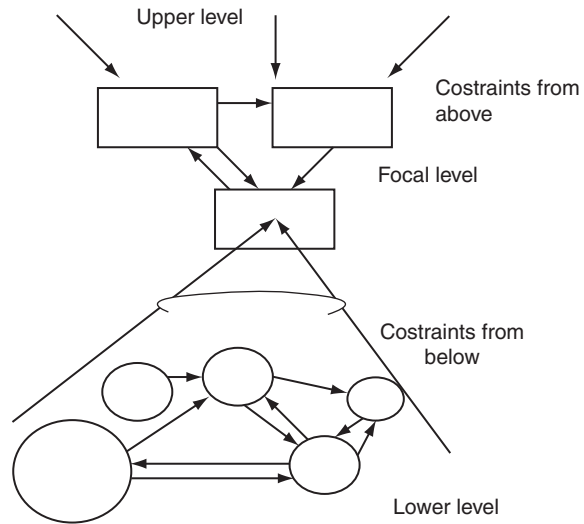 Upper level
Costraints from
above
Focal level
Costraints from
below
Lower level